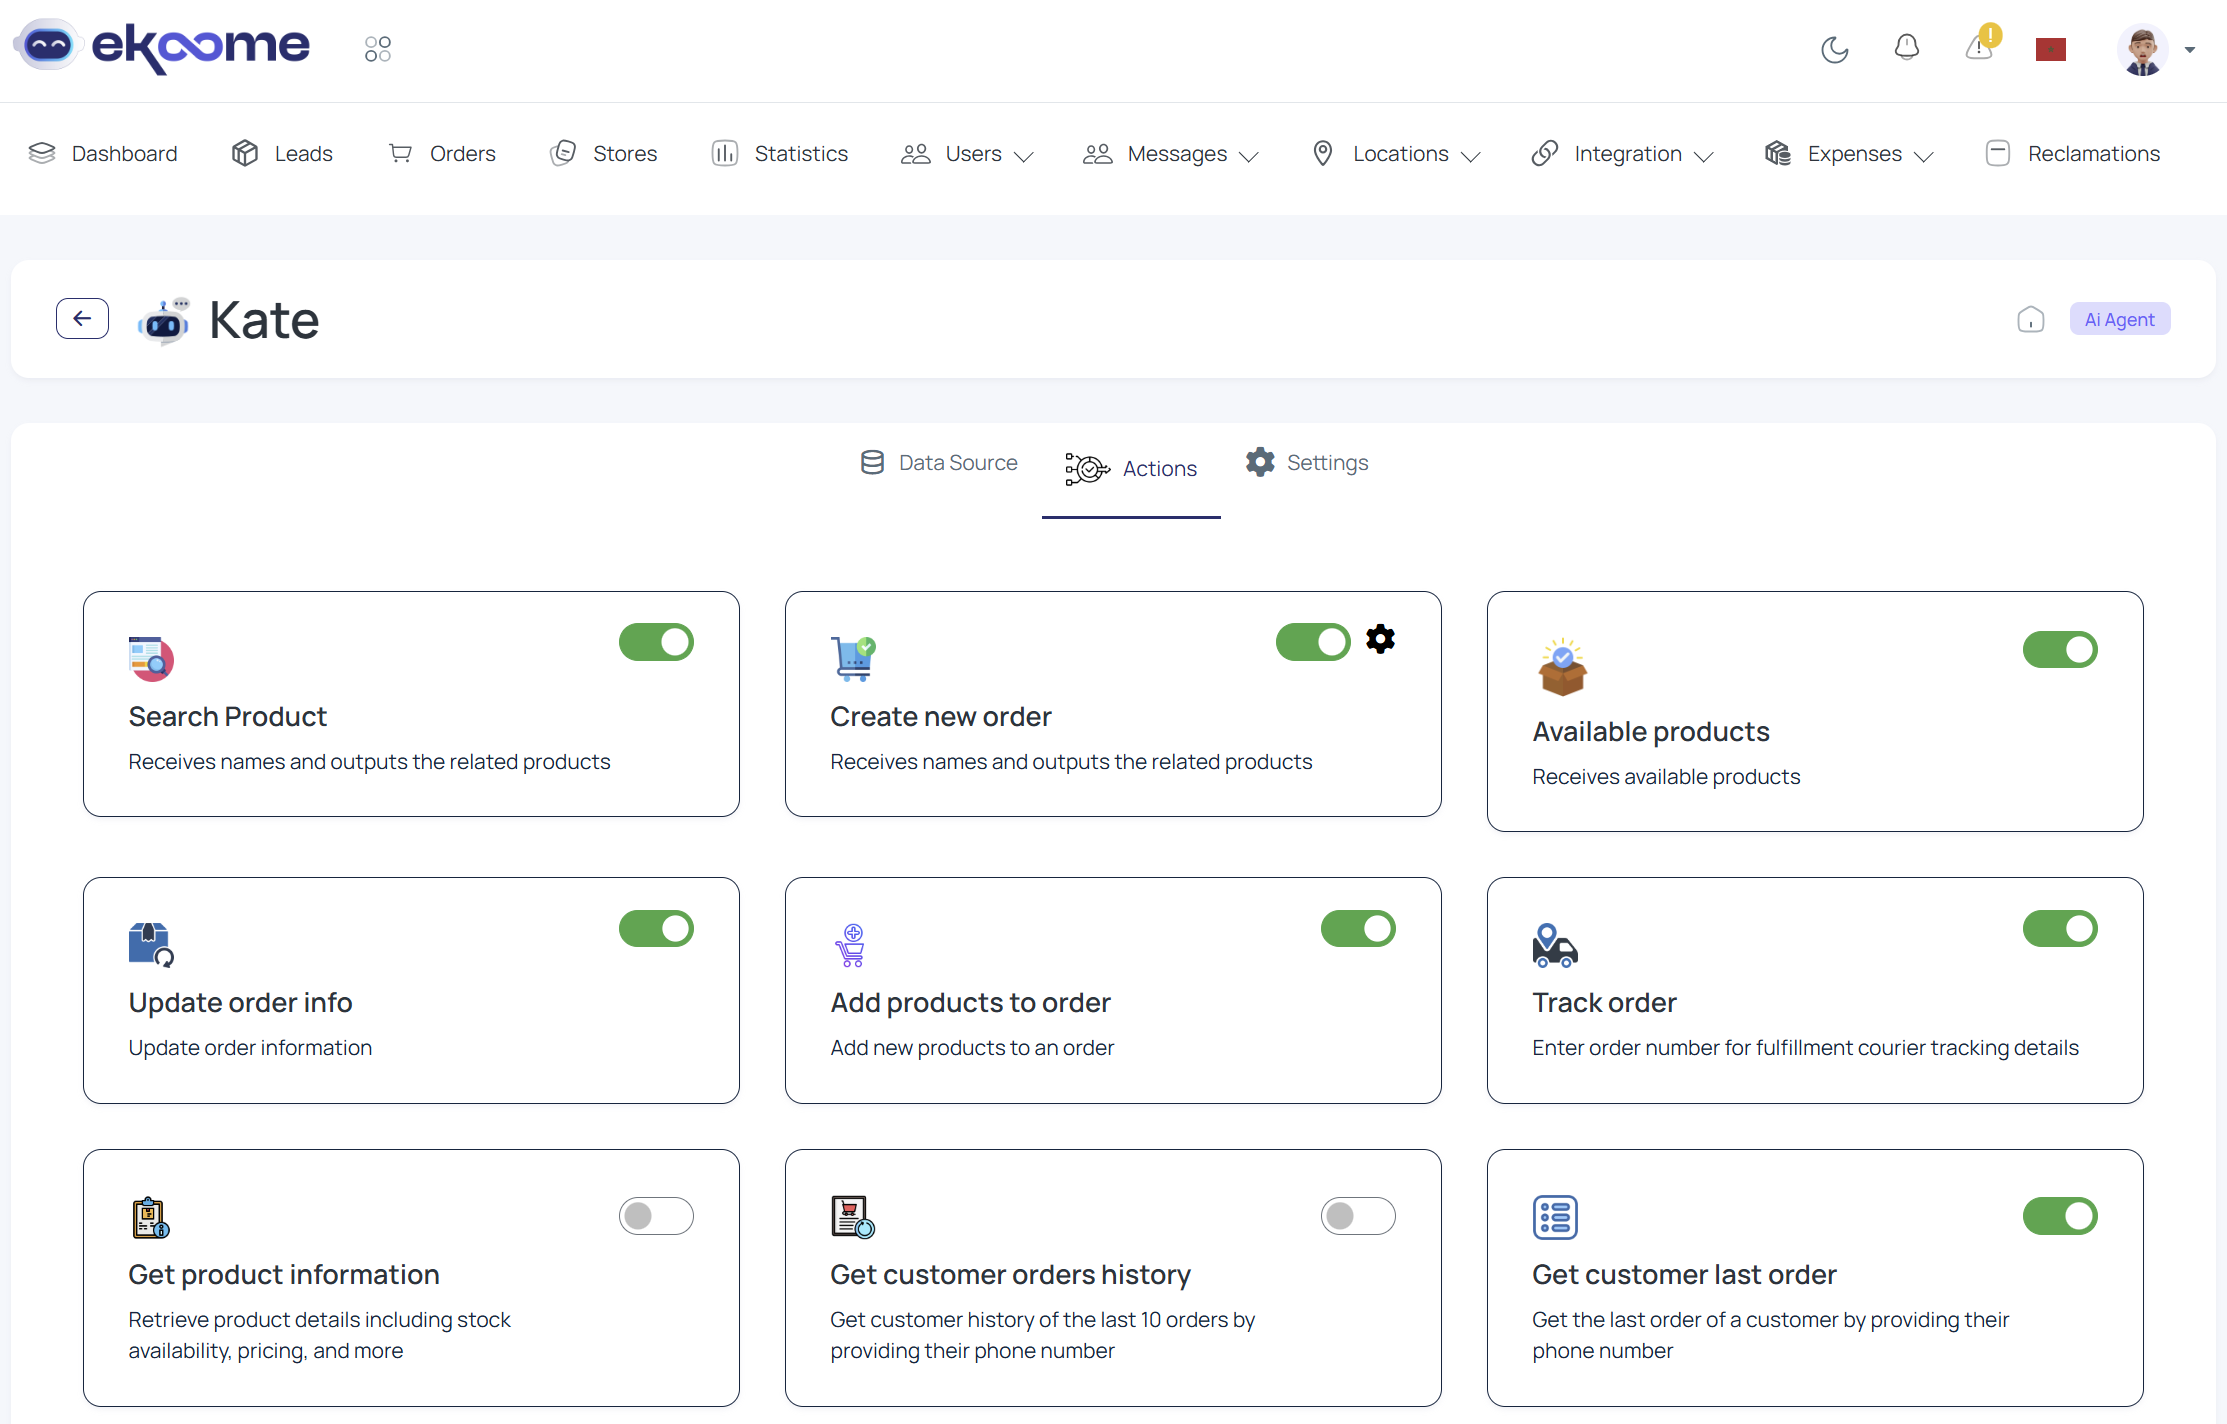 ekoome
Dashboard
Leads
Orders
Stores
Statistics
Users
Messages
Locations
Integration
Expenses
Reclamations
Kate
Ai Agent
Data Source
Actions
Settings
Search Product
Receives names and outputs the related products
Create new order
Receives names and outputs the related products
Available products
Receives available products
Update order info
Update order information
Add products to order
Add new products to an order
Track order
Enter order number for fulfillment courier tracking details
Get product information
Retrieve product details including stock
availability, pricing, and more
Get customer orders history
Get customer history of the last 10 orders by
providing their phone number
Get customer last order
Get the last order of a customer by providing their
phone number